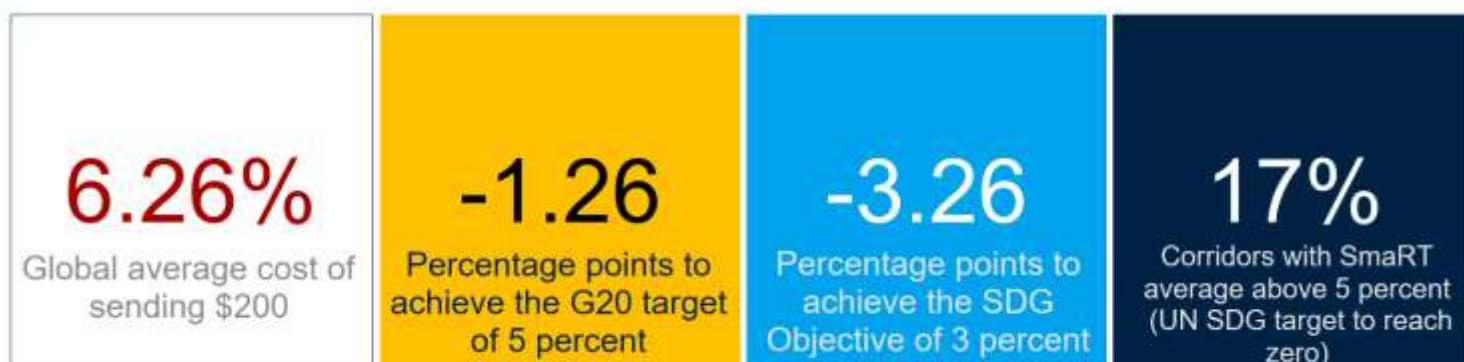 6.26%
Global average cost of
sending $200
-1.26
Percentage points to
achieve the G20 target
of 5 percent
-3.26
Percentage points to
achieve the SDG
Objective of 3 percent
17%
Corridors with SmaRT
average above 5 percent
(UN SDG target to reach
zero)